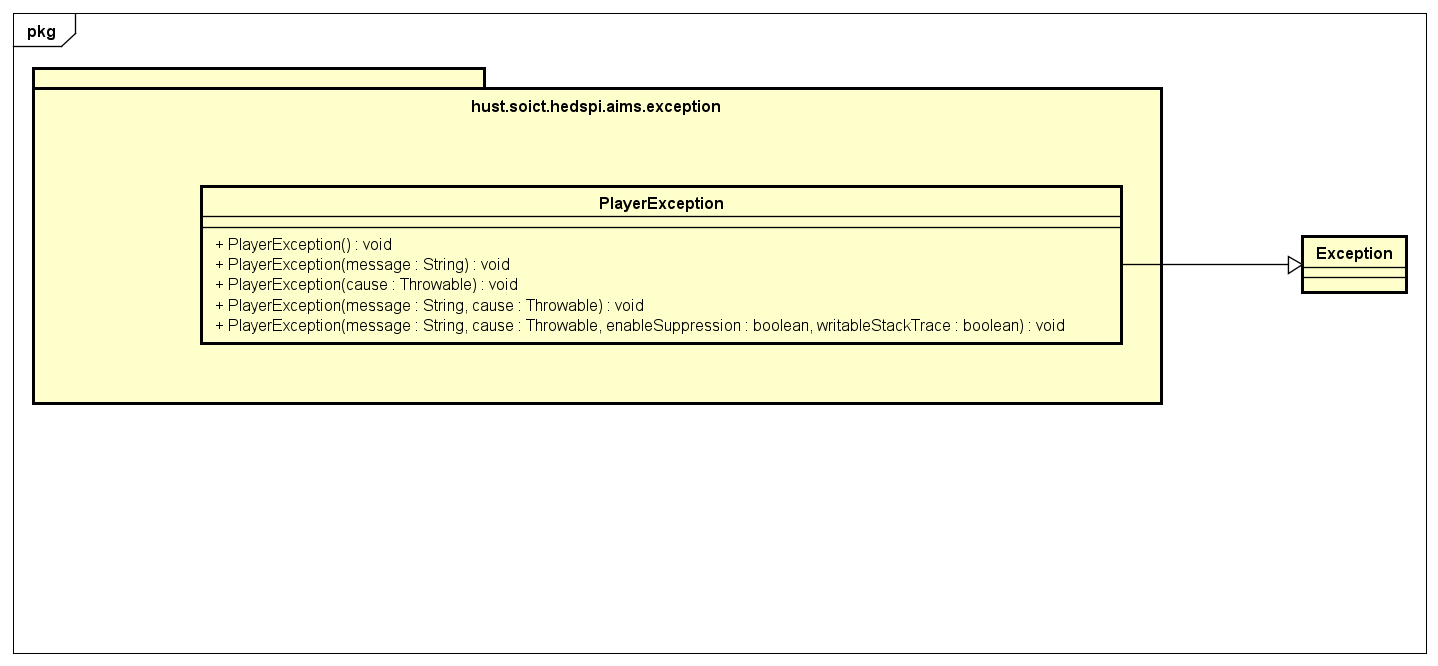 pkg
hust.soict.hedspi.aims.exception
PlayerException
+ PlayerException() : void
+ PlayerException(message : String) : void
+ PlayerException(cause : Throwable) : void
+ PlayerException(message : String, cause : Throwable) : void
+ PlayerException(message : String, cause : Throwable, enableSuppression : boolean, writableStackTrace : boolean) : void
Exception